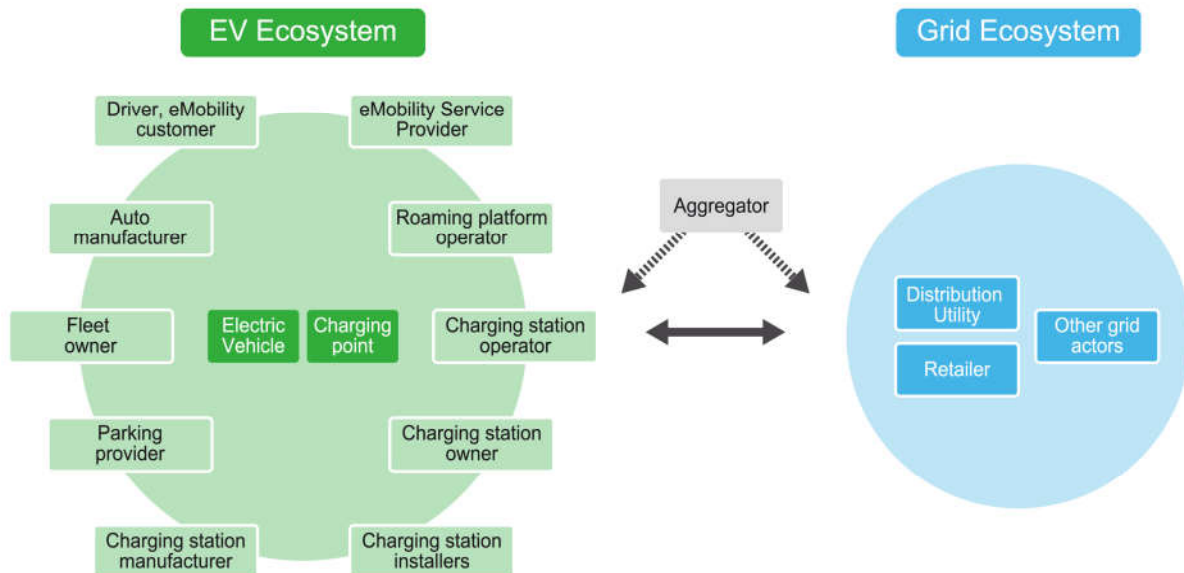 EV Ecosystem
Grid Ecosystem
Driver, eMobility
customer
eMobility Service
Provider
Auto
manufacturer
Roaming platform
operator
Aggregator
Fleet
owner
Electric
Vehicle
Charging
point
Charging station
operator
Distribution
Utility
Retailer
Other grid
actors
Parking
provider
Charging station
owner
Charging station
manufacturer
Charging station
installers